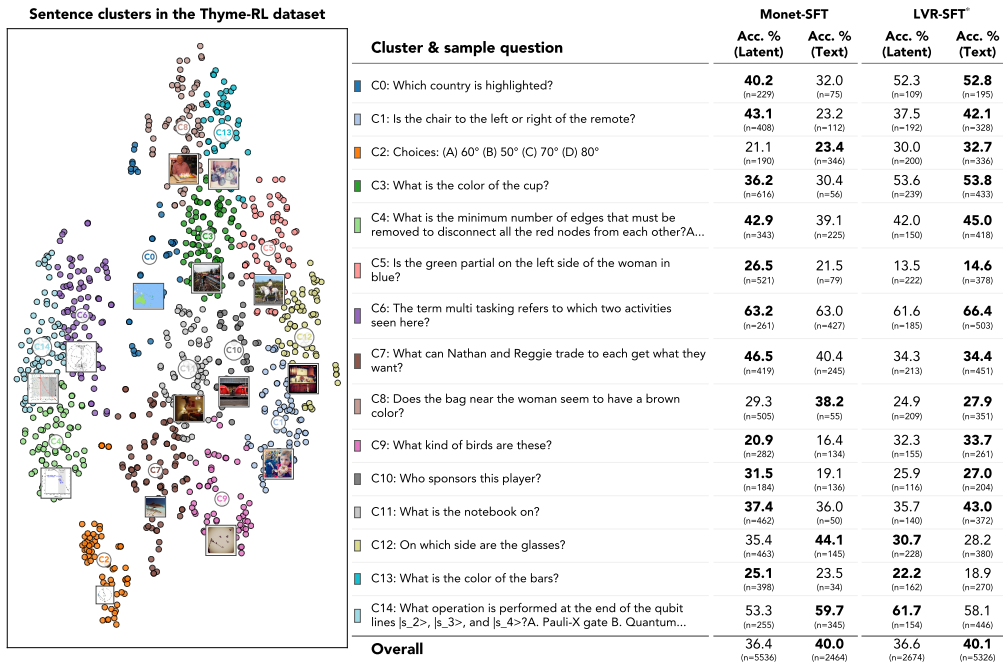 Sentence clusters in the Thyme-RL dataset
C8
C13
C3
C0
C5
C6
C14
C10
C12
C11
C1
C4
C7
C9
C2
Monet-SFT LVR-SFT*
Cluster & sample question
Acc. % Acc. % Acc. % Acc. %
(Latent) (Text) (Latent) (Text)
C0: Which country is highlighted? 40.2 32.0 52.3 52.8
(n=229) (n=75) (n=109) (n=195)
C1: Is the chair to the left or right of the remote? 43.1 23.2 37.5 42.1
(n=408) (n=112) (n=192) (n=328)
C2: Choices: (A) 60° (B) 50° (C) 70° (D) 80° 21.1 23.4 30.0 32.7
(n=190) (n=346) (n=200) (n=336)
C3: What is the color of the cup? 36.2 30.4 53.6 53.8
(n=616) (n=56) (n=239) (n=433)
C4: What is the minimum number of edges that must be
removed to disconnect all the red nodes from each other?A...
42.9 39.1 42.0 45.0
(n=343) (n=225) (n=150) (n=418)
C5: Is the green partial on the left side of the woman in
blue?
26.5 21.5 13.5 14.6
(n=521) (n=79) (n=222) (n=378)
C6: The term multi tasking refers to which two activities
seen here?
63.2 63.0 61.6 66.4
(n=261) (n=427) (n=185) (n=503)
C7: What can Nathan and Reggie trade to each get what they
want?
46.5 40.4 34.3 34.4
(n=419) (n=245) (n=213) (n=451)
C8: Does the bag near the woman seem to have a brown
color?
29.3 38.2 24.9 27.9
(n=505) (n=55) (n=209) (n=351)
C9: What kind of birds are these? 20.9 16.4 32.3 33.7
(n=282) (n=134) (n=155) (n=261)
C10: Who sponsors this player? 31.5 19.1 25.9 27.0
(n=184) (n=136) (n=116) (n=204)
C11: What is the notebook on? 37.4 36.0 35.7 43.0
(n=462) (n=50) (n=140) (n=372)
C12: On which side are the glasses? 35.4 44.1 30.7 28.2
(n=463) (n=145) (n=228) (n=380)
C13: What is the color of the bars? 25.1 23.5 22.2 18.9
(n=398) (n=34) (n=162) (n=270)
C14: What operation is performed at the end of the qubit
lines |s_2>, |s_3>, and |s_4>?A. Pauli-X gate B. Quantum...
53.3 59.7 61.7 58.1
(n=255) (n=345) (n=154) (n=446)
Overall 36.4 40.0 36.6 40.1
(n=5536) (n=2464) (n=2674) (n=5326)